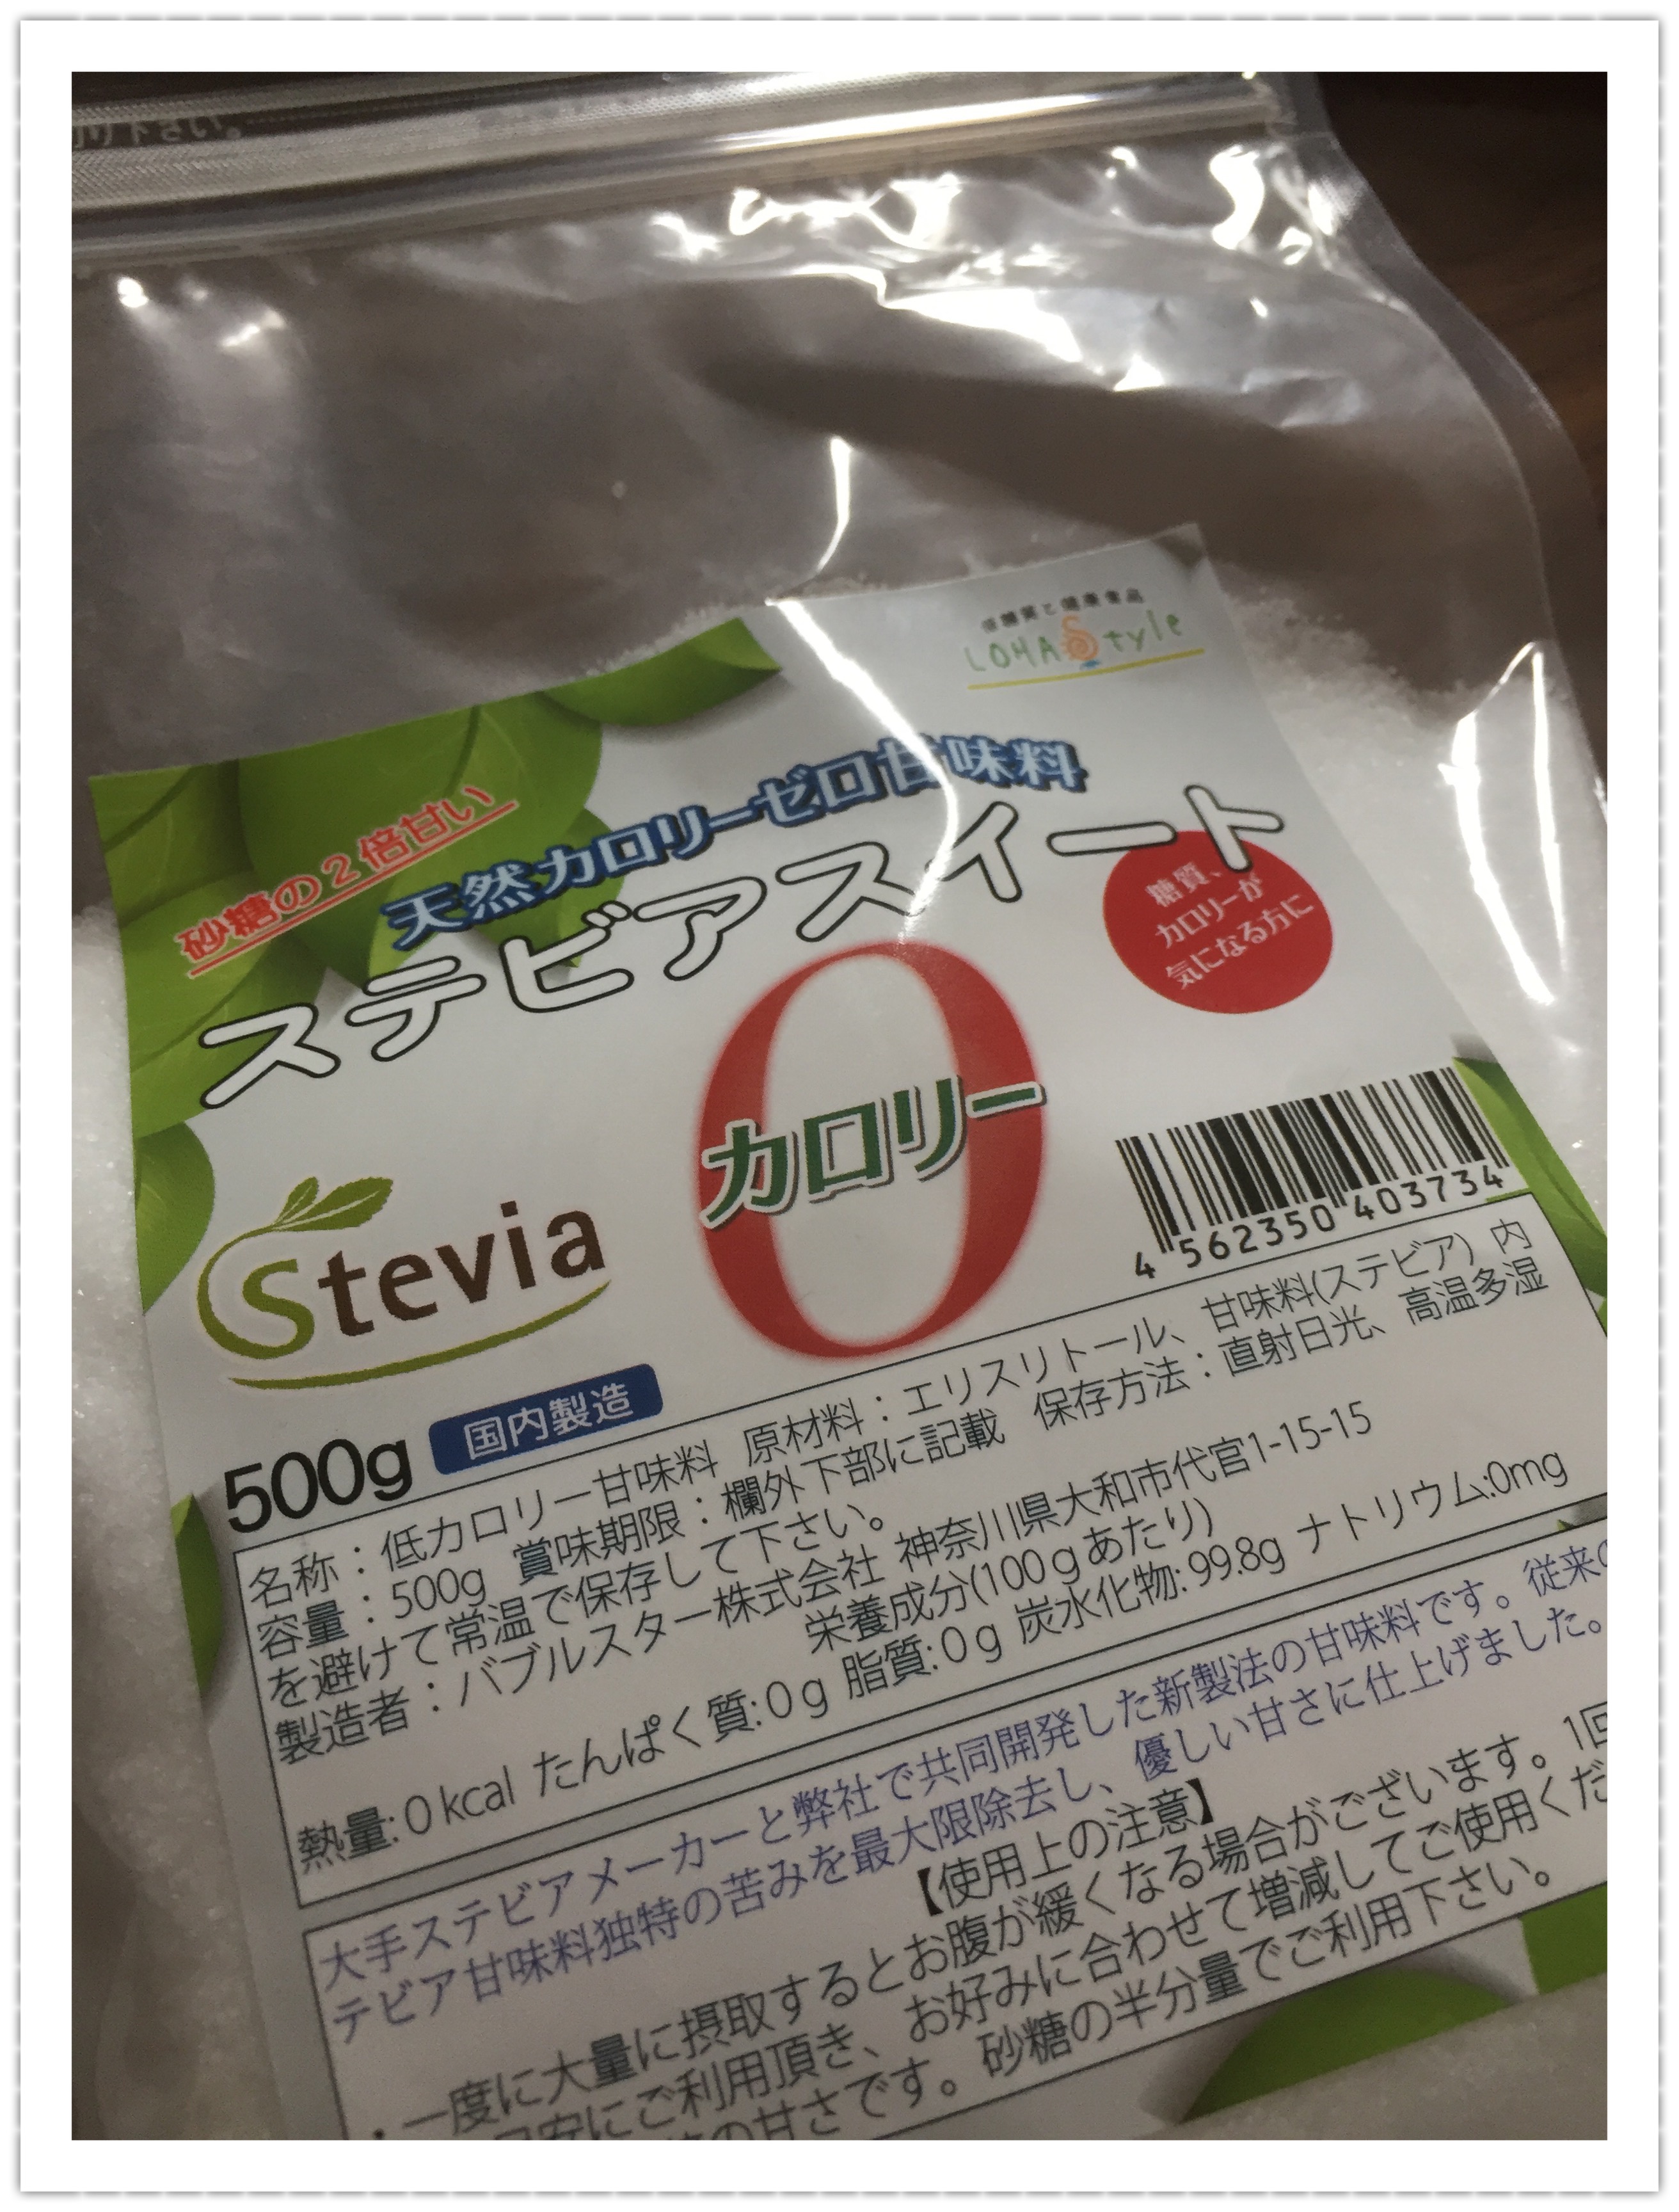 り下さい。
低糖質と健康食品
LOHAStyle
砂糖の2倍甘い
天然カロリーゼロ甘味料
ステビアスイート
糖質、
カロリーが
気になる方に
0
カロリー
Stevia
4 562350 403734
500g 国内製造
名称：低カロリー甘味料 原材料：エリスリトール、甘味料(ステビア) 内
容量：500g 賞味期限：欄外下部に記載 保存方法：直射日光、高温多湿
を避けて常温で保存して下さい。
製造者：バブルスター株式会社 神奈川県大和市代官1-15-15
栄養成分(100gあたり)
熱量:0kcal たんぱく質:0g 脂質:0g 炭水化物:99.8g ナトリウム:0mg
大手ステビアメーカーと弊社で共同開発した新製法の甘味料です。従来の
テビア甘味料独特の苦みを最大限除去し、優しい甘さに仕上げました。
【使用上の注意】
・一度に大量に摂取するとお腹が緩くなる場合がございます。1回
目安にご利用頂き、お好みに合わせて増減してご使用くだ
の甘さです。砂糖の半分量でご利用下さい。